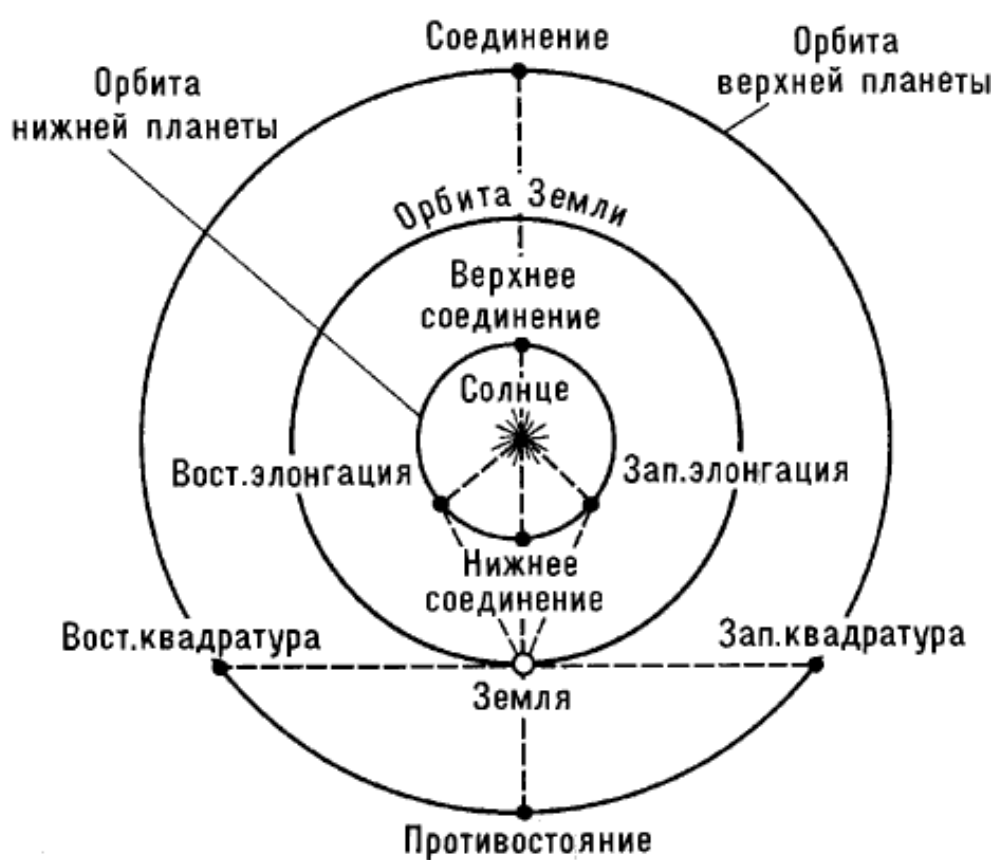 Соединение
Орбита
верхней планеты
Орбита
нижней планеты
Орбита Земли
Верхнее
соединение
Солнце
Вост.элонгация
Зап.элонгация
Нижнее
соединение
Вост.квадратура
Зап.квадратура
Земля
Противостояние